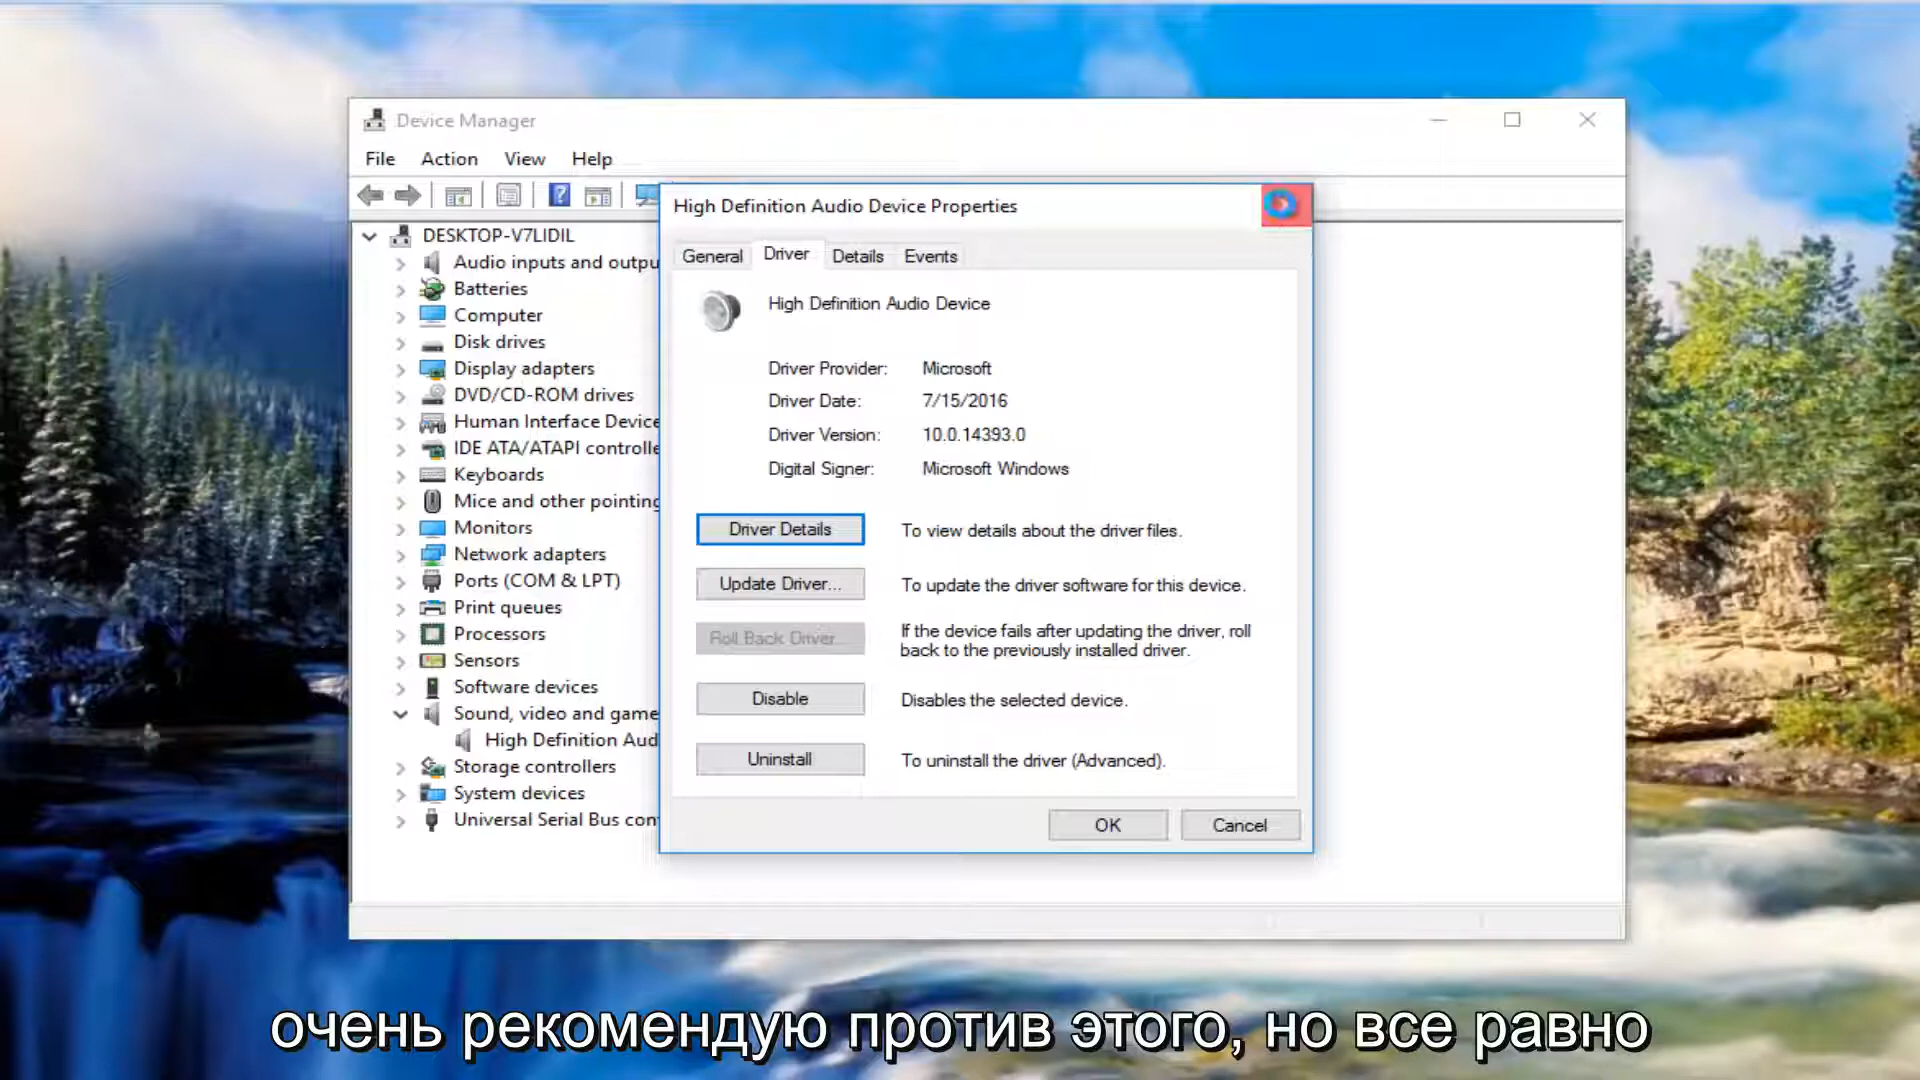 Device Manager
File Action View Help
DESKTOP-V7LIDIL
Audio inputs and outpu
Batteries
Computer
Disk drives
Display adapters
DVD/CD-ROM drives
Human Interface Device
IDE ATA/ATAPI controlle
Keyboards
Mice and other pointing
Monitors
Network adapters
Ports (COM & LPT)
Print queues
Processors
Sensors
Software devices
Sound, video and game
High Definition Aud
Storage controllers
System devices
Universal Serial Bus con
High Definition Audio Device Properties
General Driver Details Events
High Definition Audio Device
Driver Provider: Microsoft
Driver Date: 7/15/2016
Driver Version: 10.0.14393.0
Digital Signer: Microsoft Windows
Driver Details To view details about the driver files.
Update Driver... To update the driver software for this device.
Roll Back Driver... If the device fails after updating the driver, roll
back to the previously installed driver.
Disable Disables the selected device.
Uninstall To uninstall the driver (Advanced).
OK Cancel
очень рекомендую против этого, но все равно